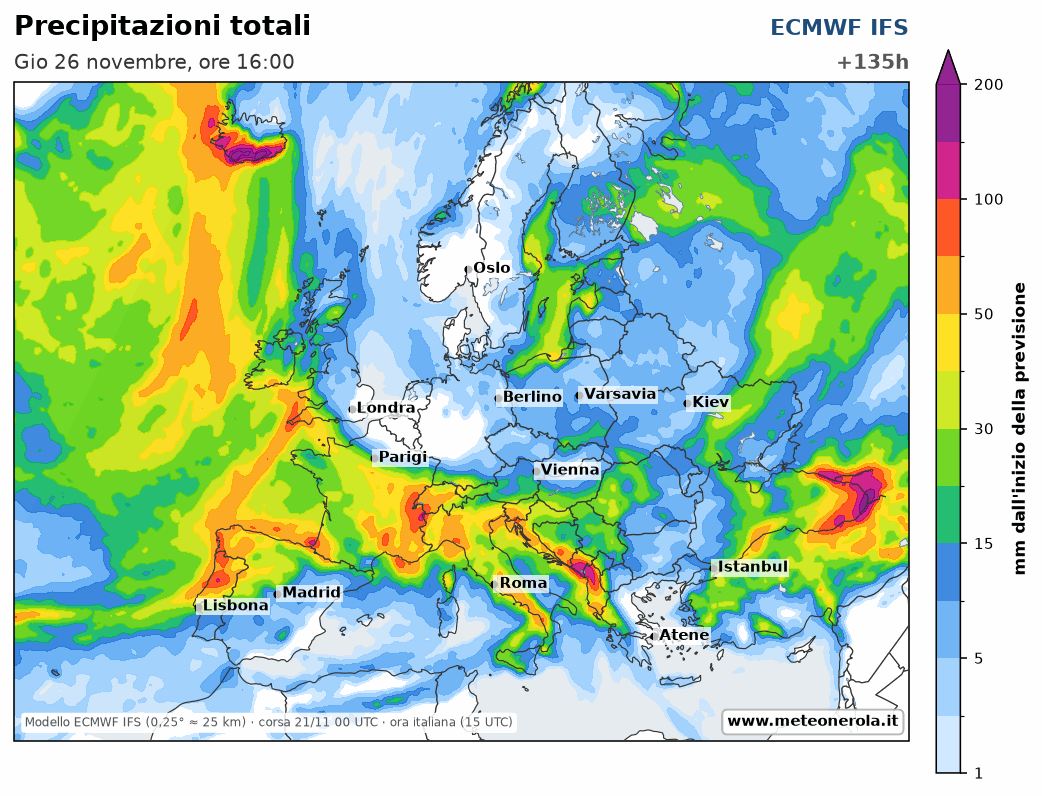 Precipitazioni totali
ECMWF IFS
Gio 26 novembre, ore 16:00
+135h
200
100
50
30
15
5
1
mm dall'inizio della previsione
Oslo
Londra
Berlino
Varsavia
Kiev
Parigi
Vienna
Roma
Istanbul
Madrid
Lisbona
Atene
Modello ECMWF IFS (0,25° ≈ 25 km) · corsa 21/11 00 UTC · ora italiana (15 UTC)
www.meteonerola.it